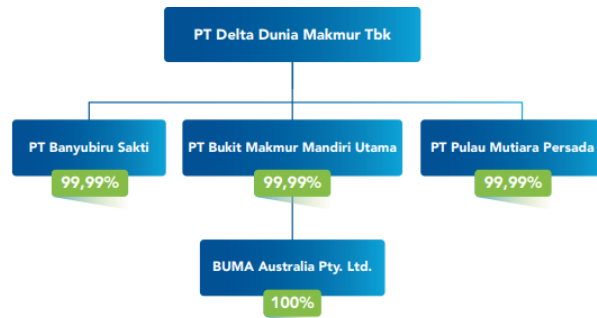 PT Delta Dunia Makmur Tbk
PT Banyubiru Sakti
PT Bukit Makmur Mandiri Utama
PT Pulau Mutiara Persada
99,99%
99,99%
99,99%
BUMA Australia Pty. Ltd.
100%